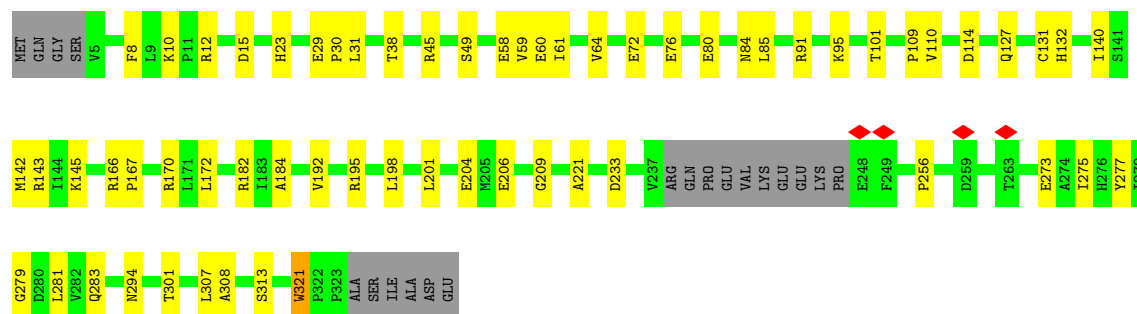 MET GLN GLY SER V5 F8 L9 K10 P11 R12 D15 H23 E29 P30 L31 T38 R45 S49 E58 V59 E60 I61 V64 E72 E76 E80 N84 L85 R91 K95 T101 P109 V110 D114 Q127 C131 H132 I140 S141
M142 R143 I144 K145 R166 P167 R170 L171 L172 R182 I183 A184 V192 R195 L198 L201 E204 M205 E206 G209 A221 D233 V237 ARG GLN PRO GLU VAL LYS GLU GLU LYS PRO E248 F249 P256 D259 T263 E273 A274 I275 H276 Y277
G279 D280 L281 V282 Q283 N294 T301 L307 A308 S313 W321 P322 P323 ALA SER ILE ALA ASP GLU